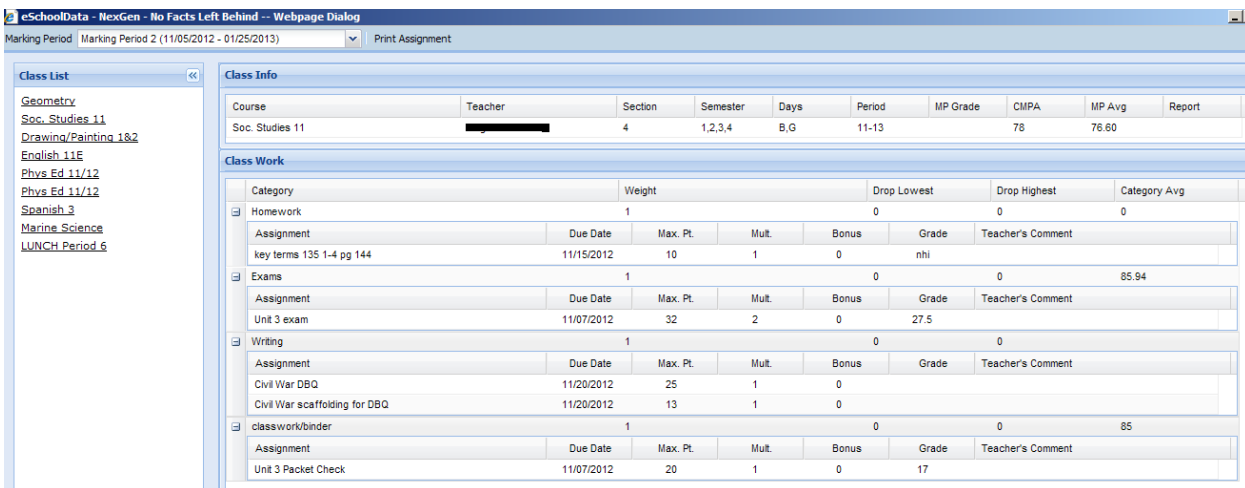 eSchoolData - NexGen - No Facts Left Behind -- Webpage Dialog
Marking Period Marking Period 2 (11/05/2012 - 01/25/2013) Print Assignment
Class List
Geometry
Soc. Studies 11
Drawing/Painting 1&2
English 11E
Phys Ed 11/12
Phys Ed 11/12
Spanish 3
Marine Science
LUNCH Period 6
Class Info
Course Teacher Section Semester Days Period MP Grade CMPA MP Avg Report
Soc. Studies 11 4 1,2,3,4 B,G 11-13 78 76.60
Class Work
Category Weight Drop Lowest Drop Highest Category Avg
Homework 1 0 0 0
Assignment Due Date Max. Pt. Mult. Bonus Grade Teacher's Comment
key terms 135 1-4 pg 144 11/15/2012 10 1 0 nhi
Exams 1 0 0 85.94
Assignment Due Date Max. Pt. Mult. Bonus Grade Teacher's Comment
Unit 3 exam 11/07/2012 32 2 0 27.5
Writing 1 0 0
Assignment Due Date Max. Pt. Mult. Bonus Grade Teacher's Comment
Civil War DBQ 11/20/2012 25 1 0
Civil War scaffolding for DBQ 11/20/2012 13 1 0
classwork/binder 1 0 0 85
Assignment Due Date Max. Pt. Mult. Bonus Grade Teacher's Comment
Unit 3 Packet Check 11/07/2012 20 1 0 17